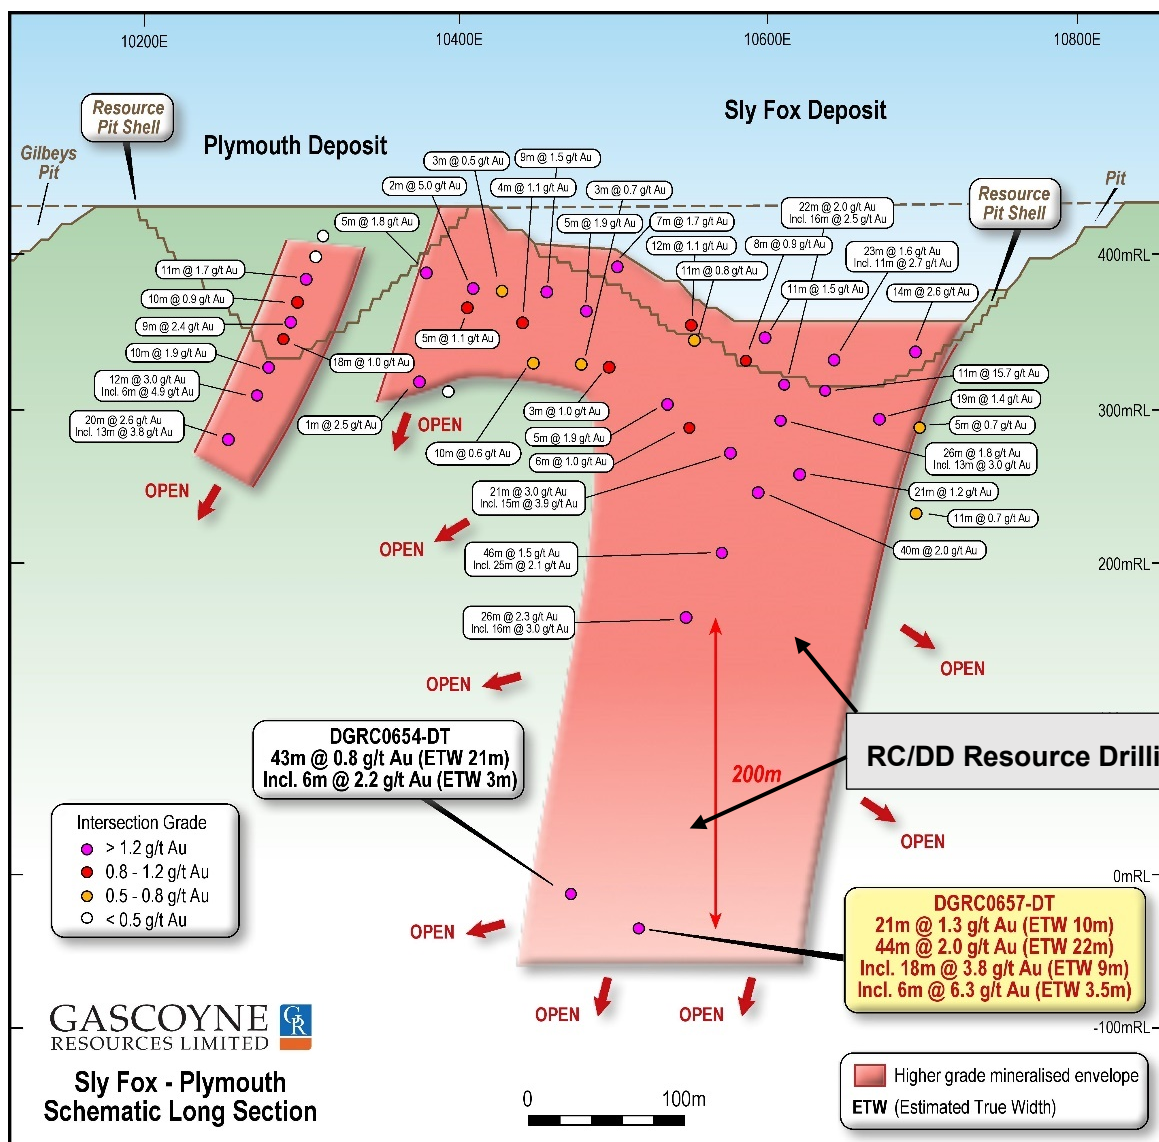 10200E
10400E
10600E
10800E
Resource
Pit Shell
Gilbeys
Pit
Plymouth Deposit
Sly Fox Deposit
Resource
Pit Shell
Pit
3m @ 0.5 g/t Au
9m @ 1.5 g/t Au
2m @ 5.0 g/t Au
4m @ 1.1 g/t Au
3m @ 0.7 g/t Au
5m @ 1.8 g/t Au
5m @ 1.9 g/t Au
7m @ 1.7 g/t Au
22m @ 2.0 g/t Au
Incl. 16m @ 2.5 g/t Au
12m @ 1.1 g/t Au
8m @ 0.9 g/t Au
23m @ 1.6 g/t Au
Incl. 11m @ 2.7 g/t Au
11m @ 0.8 g/t Au
11m @ 1.5 g/t Au
14m @ 2.6 g/t Au
400mRL
11m @ 1.7 g/t Au
10m @ 0.9 g/t Au
9m @ 2.4 g/t Au
10m @ 1.9 g/t Au
18m @ 1.0 g/t Au
12m @ 3.0 g/t Au
Incl. 6m @ 4.9 g/t Au
20m @ 2.6 g/t Au
Incl. 13m @ 3.8 g/t Au
5m @ 1.1 g/t Au
1m @ 2.5 g/t Au
OPEN
10m @ 0.6 g/t Au
3m @ 1.0 g/t Au
5m @ 1.9 g/t Au
6m @ 1.0 g/t Au
11m @ 15.7 g/t Au
19m @ 1.4 g/t Au
300mRL
5m @ 0.7 g/t Au
26m @ 1.8 g/t Au
Incl. 13m @ 3.0 g/t Au
21m @ 1.2 g/t Au
11m @ 0.7 g/t Au
40m @ 2.0 g/t Au
OPEN
21m @ 3.0 g/t Au
Incl. 15m @ 3.9 g/t Au
OPEN
46m @ 1.5 g/t Au
Incl. 25m @ 2.1 g/t Au
200mRL
26m @ 2.3 g/t Au
Incl. 16m @ 3.0 g/t Au
OPEN
OPEN
DGRC0654-DT
43m @ 0.8 g/t Au (ETW 21m)
Incl. 6m @ 2.2 g/t Au (ETW 3m)
200m
RC/DD Resource Drilli
OPEN
Intersection Grade
> 1.2 g/t Au
0.8 - 1.2 g/t Au
0.5 - 0.8 g/t Au
< 0.5 g/t Au
0mRL
OPEN
DGRC0657-DT
21m @ 1.3 g/t Au (ETW 10m)
44m @ 2.0 g/t Au (ETW 22m)
Incl. 18m @ 3.8 g/t Au (ETW 9m)
Incl. 6m @ 6.3 g/t Au (ETW 3.5m)
OPEN
OPEN
-100mRL
GASCOYNE
RESOURCES LIMITED
GR
Sly Fox - Plymouth
Schematic Long Section
0
100m
Higher grade mineralised envelope
ETW (Estimated True Width)